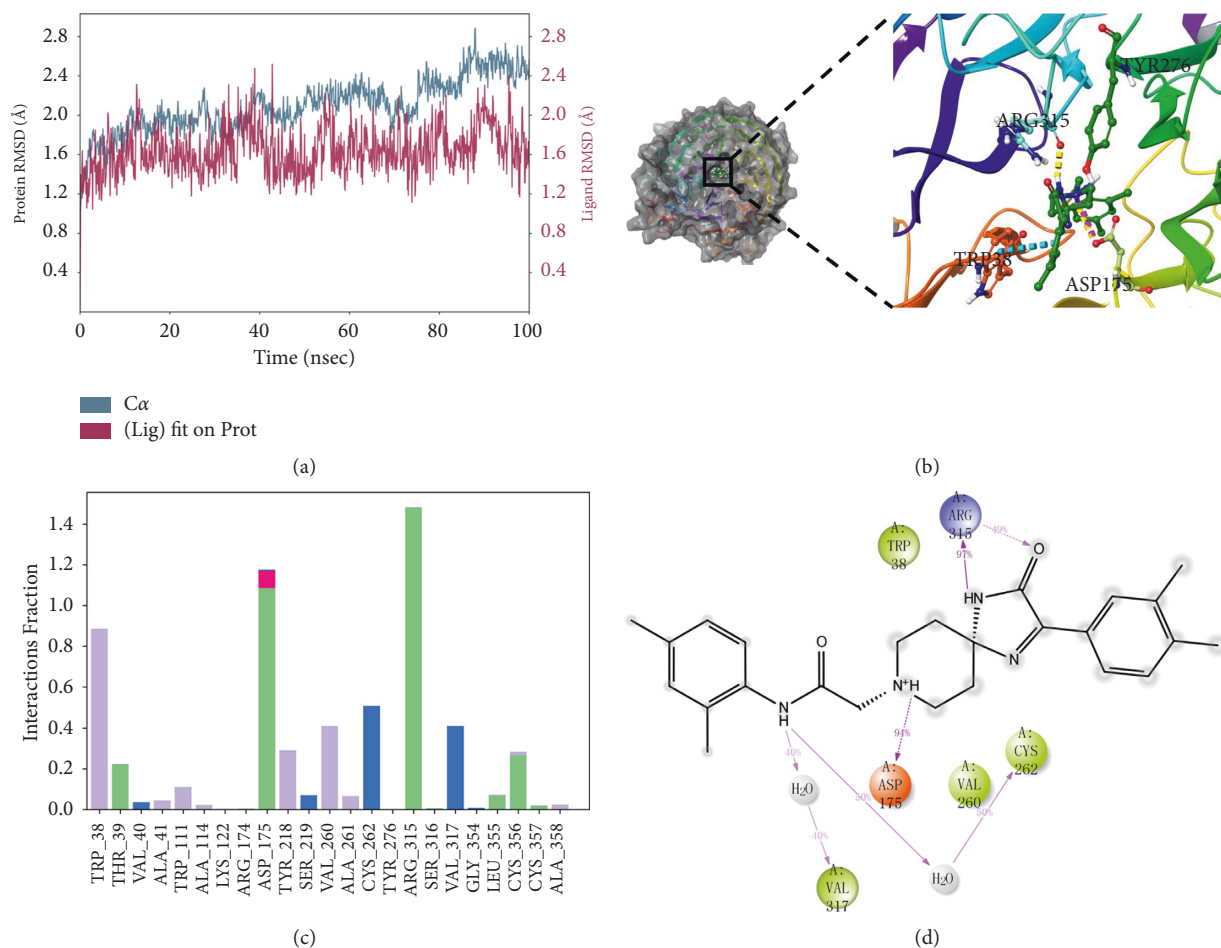 2.8
2.4
2.0
1.6
1.2
0.8
0.4
Protein RMSD (Å)
2.8
2.4
2.0
1.6
1.2
0.8
0.4
Ligand RMSD (Å)
0 20 40 60 80 100
Time (nsec)
Cα
(Lig) fit on Prot
(a)
TYR276
ARG315
TRP38
ASP175
(b)
1.4
1.2
1.0
0.8
0.6
0.4
0.2
0.0
Interactions Fraction
TRP_38
THR_39
VAL_40
ALA_41
TRP_111
ALA_114
LYS_122
ARG_174
ASP_175
TYR_218
SER_219
VAL_260
ALA_261
CYS_262
TYR_276
ARG_315
SER_316
VAL_317
GLY_354
LEU_355
CYS_356
CYS_357
ALA_358
(c)
A:
ARG
315
A:
TRP
38
49%
97%
O
HN
O
N
N⁺H
N
H
94%
40%
50%
50%
40%
H₂O
A:
ASP
175
A:
VAL
260
A:
CYS
262
H₂O
A:
VAL
317
(d)